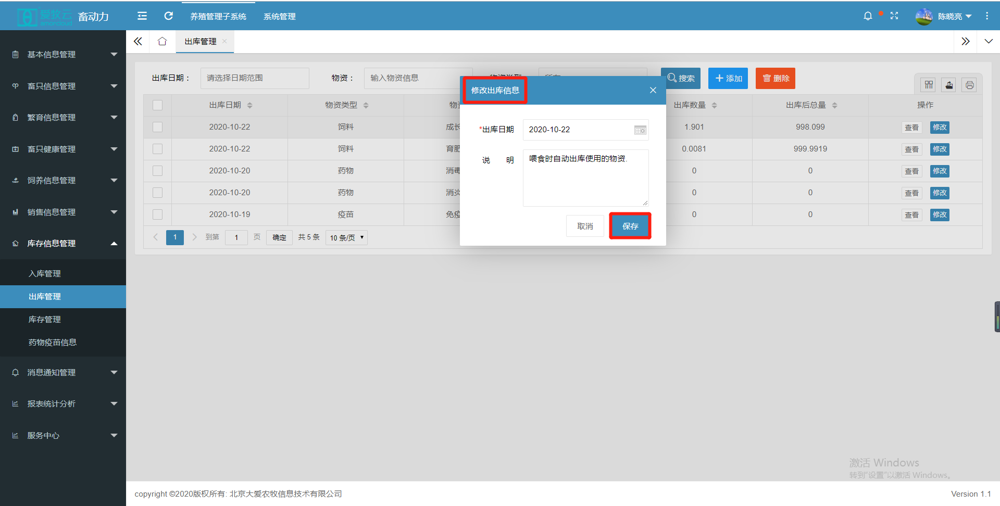 爱牧云
emarcloud
畜动力
养殖管理子系统
系统管理
陈晓亮
出库管理
基本信息管理
畜只信息管理
繁育信息管理
畜只健康管理
饲养信息管理
销售信息管理
库存信息管理
入库管理
出库管理
库存管理
药物疫苗信息
消息通知管理
报表统计分析
服务中心
出库日期：
请选择日期范围
物资：
输入物资信息
搜索
添加
删除
出库日期 物资类型 出库数量 出库后总量 操作
2020-10-22 饲料 成长 1.901 998.099 查看 修改
2020-10-22 饲料 育肥 0.0081 999.9919 查看 修改
2020-10-20 药物 消毒 0 0 查看 修改
2020-10-20 药物 消炎 0 0 查看 修改
2020-10-19 疫苗 免疫 0 0 查看 修改
1 到第 1 页 确定 共 5 条 10 条/页
修改出库信息
*出库日期 2020-10-22
说 明 喂食时自动出库使用的物资.
取消 保存
激活 Windows
转到"设置"以激活 Windows。
copyright ©2020版权所有: 北京大爱农牧信息技术有限公司
Version 1.1